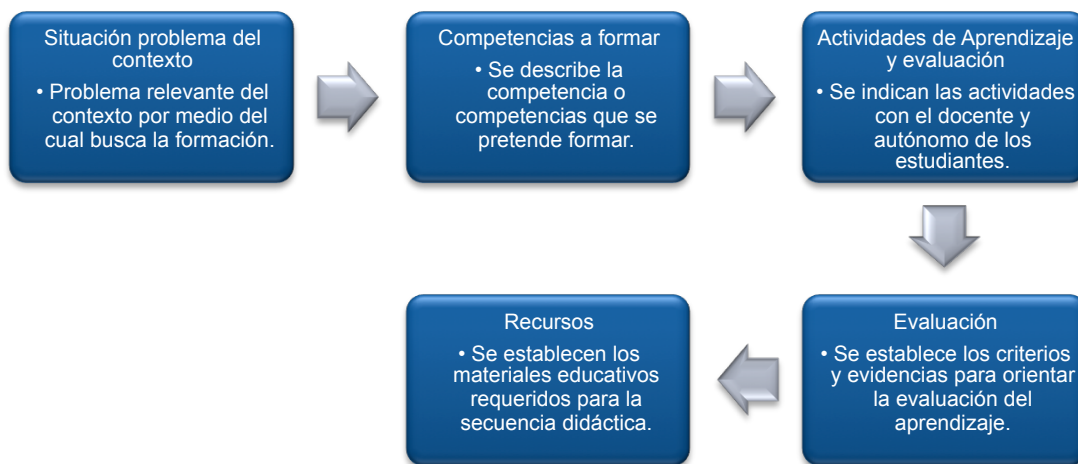 Situación problema del
contexto
• Problema relevante del
contexto por medio del
cual busca la formación.
Competencias a formar
• Se describe la
competencia o
competencias que se
pretende formar.
Actividades de Aprendizaje
y evaluación
• Se indican las actividades
con el docente y
autónomo de los
estudiantes.
Evaluación
• Se establece los criterios
y evidencias para orientar
la evaluación del
aprendizaje.
Recursos
• Se establecen los
materiales educativos
requeridos para la
secuencia didáctica.